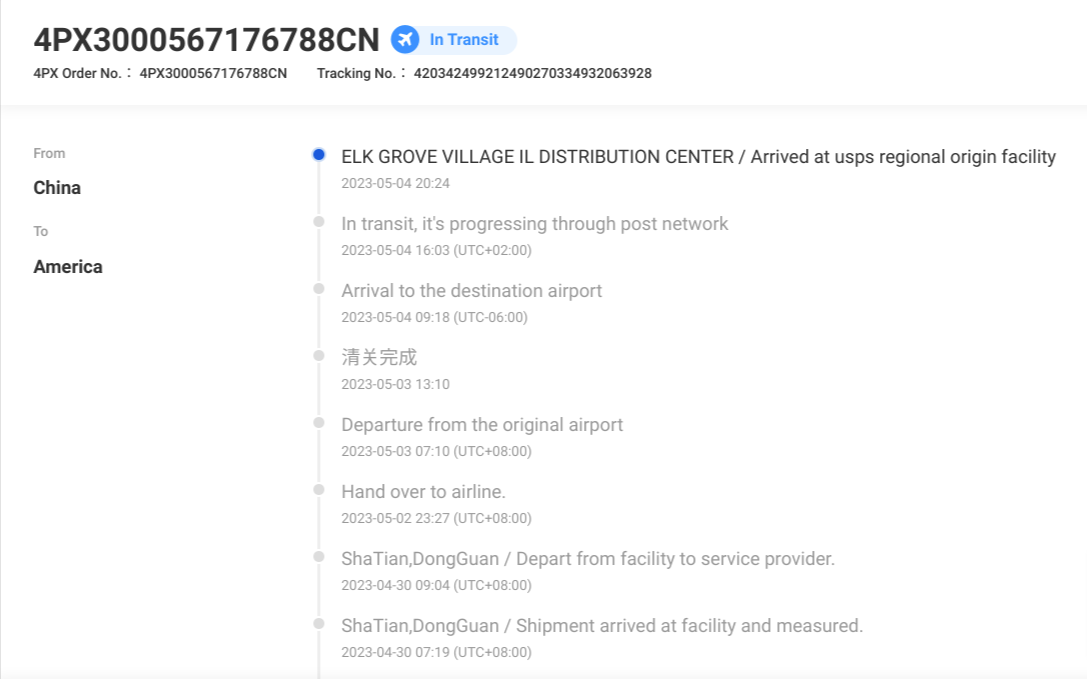 4PX3000567176788CN In Transit
4PX Order No.： 4PX3000567176788CN Tracking No.： 420342499212490270334932063928
From
China
To
America
ELK GROVE VILLAGE IL DISTRIBUTION CENTER / Arrived at usps regional origin facility
2023-05-04 20:24
In transit, it's progressing through post network
2023-05-04 16:03 (UTC+02:00)
Arrival to the destination airport
2023-05-04 09:18 (UTC-06:00)
清关完成
2023-05-03 13:10
Departure from the original airport
2023-05-03 07:10 (UTC+08:00)
Hand over to airline.
2023-05-02 23:27 (UTC+08:00)
ShaTian,DongGuan / Depart from facility to service provider.
2023-04-30 09:04 (UTC+08:00)
ShaTian,DongGuan / Shipment arrived at facility and measured.
2023-04-30 07:19 (UTC+08:00)